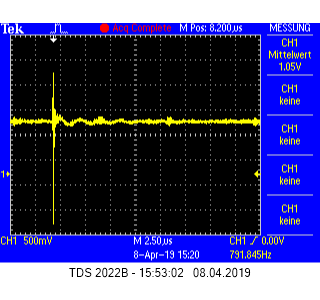 Tek Acq Complete M Pos: 8.200µs MESSUNG
CH1
Mittelwert
1.05V
CH1
keine
CH1
keine
CH1
keine
CH1
keine
1
CH1 500mV M 2.50µs CH1 / 0.00V
8-Apr-19 15:20 791.845Hz
TDS 2022B - 15:53:02 08.04.2019